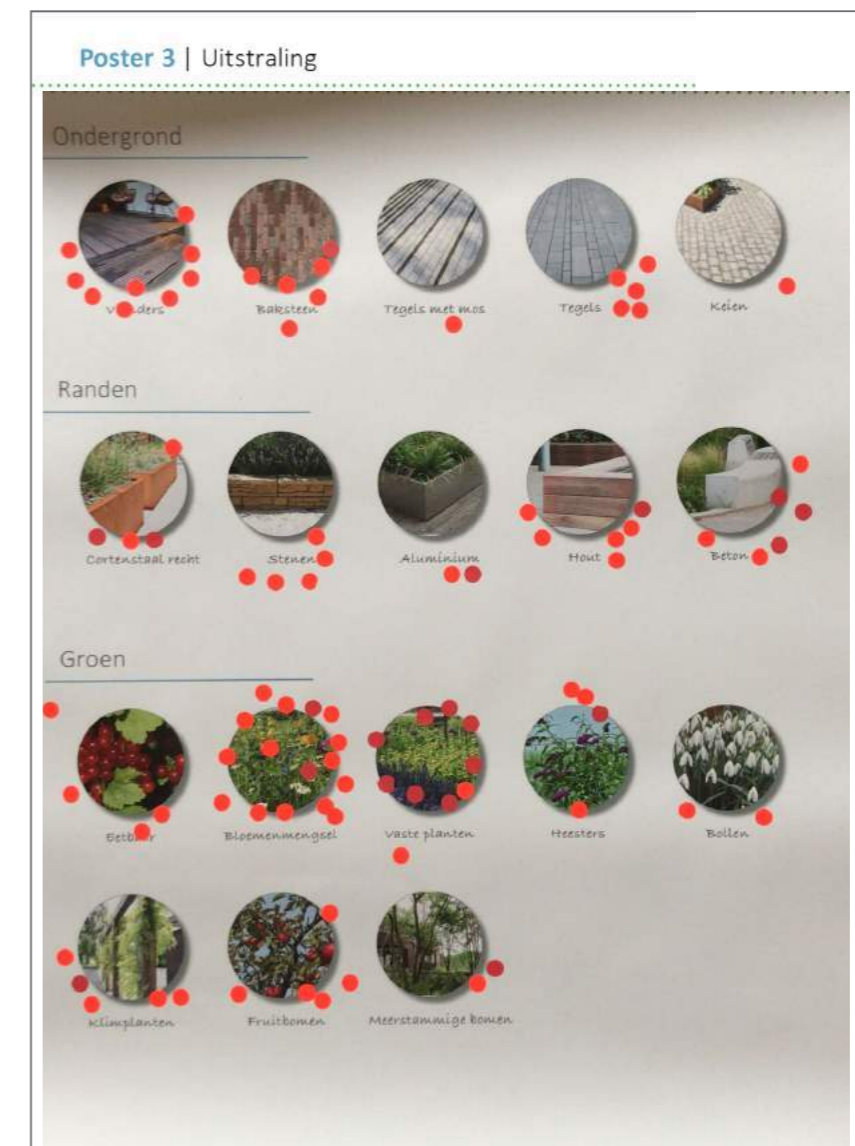 Poster 3 | Uitstraling
Ondergrond
Baksteen
Tegels met mos
Tegels
Keien
Randen
Cortenstaal recht
Stenen
Aluminium
Hout
Beton
Groen
Bloemenmengsel
Vaste planten
Heesters
Bollen
Klimplanten
Fruitbomen
Meerstammige bomen